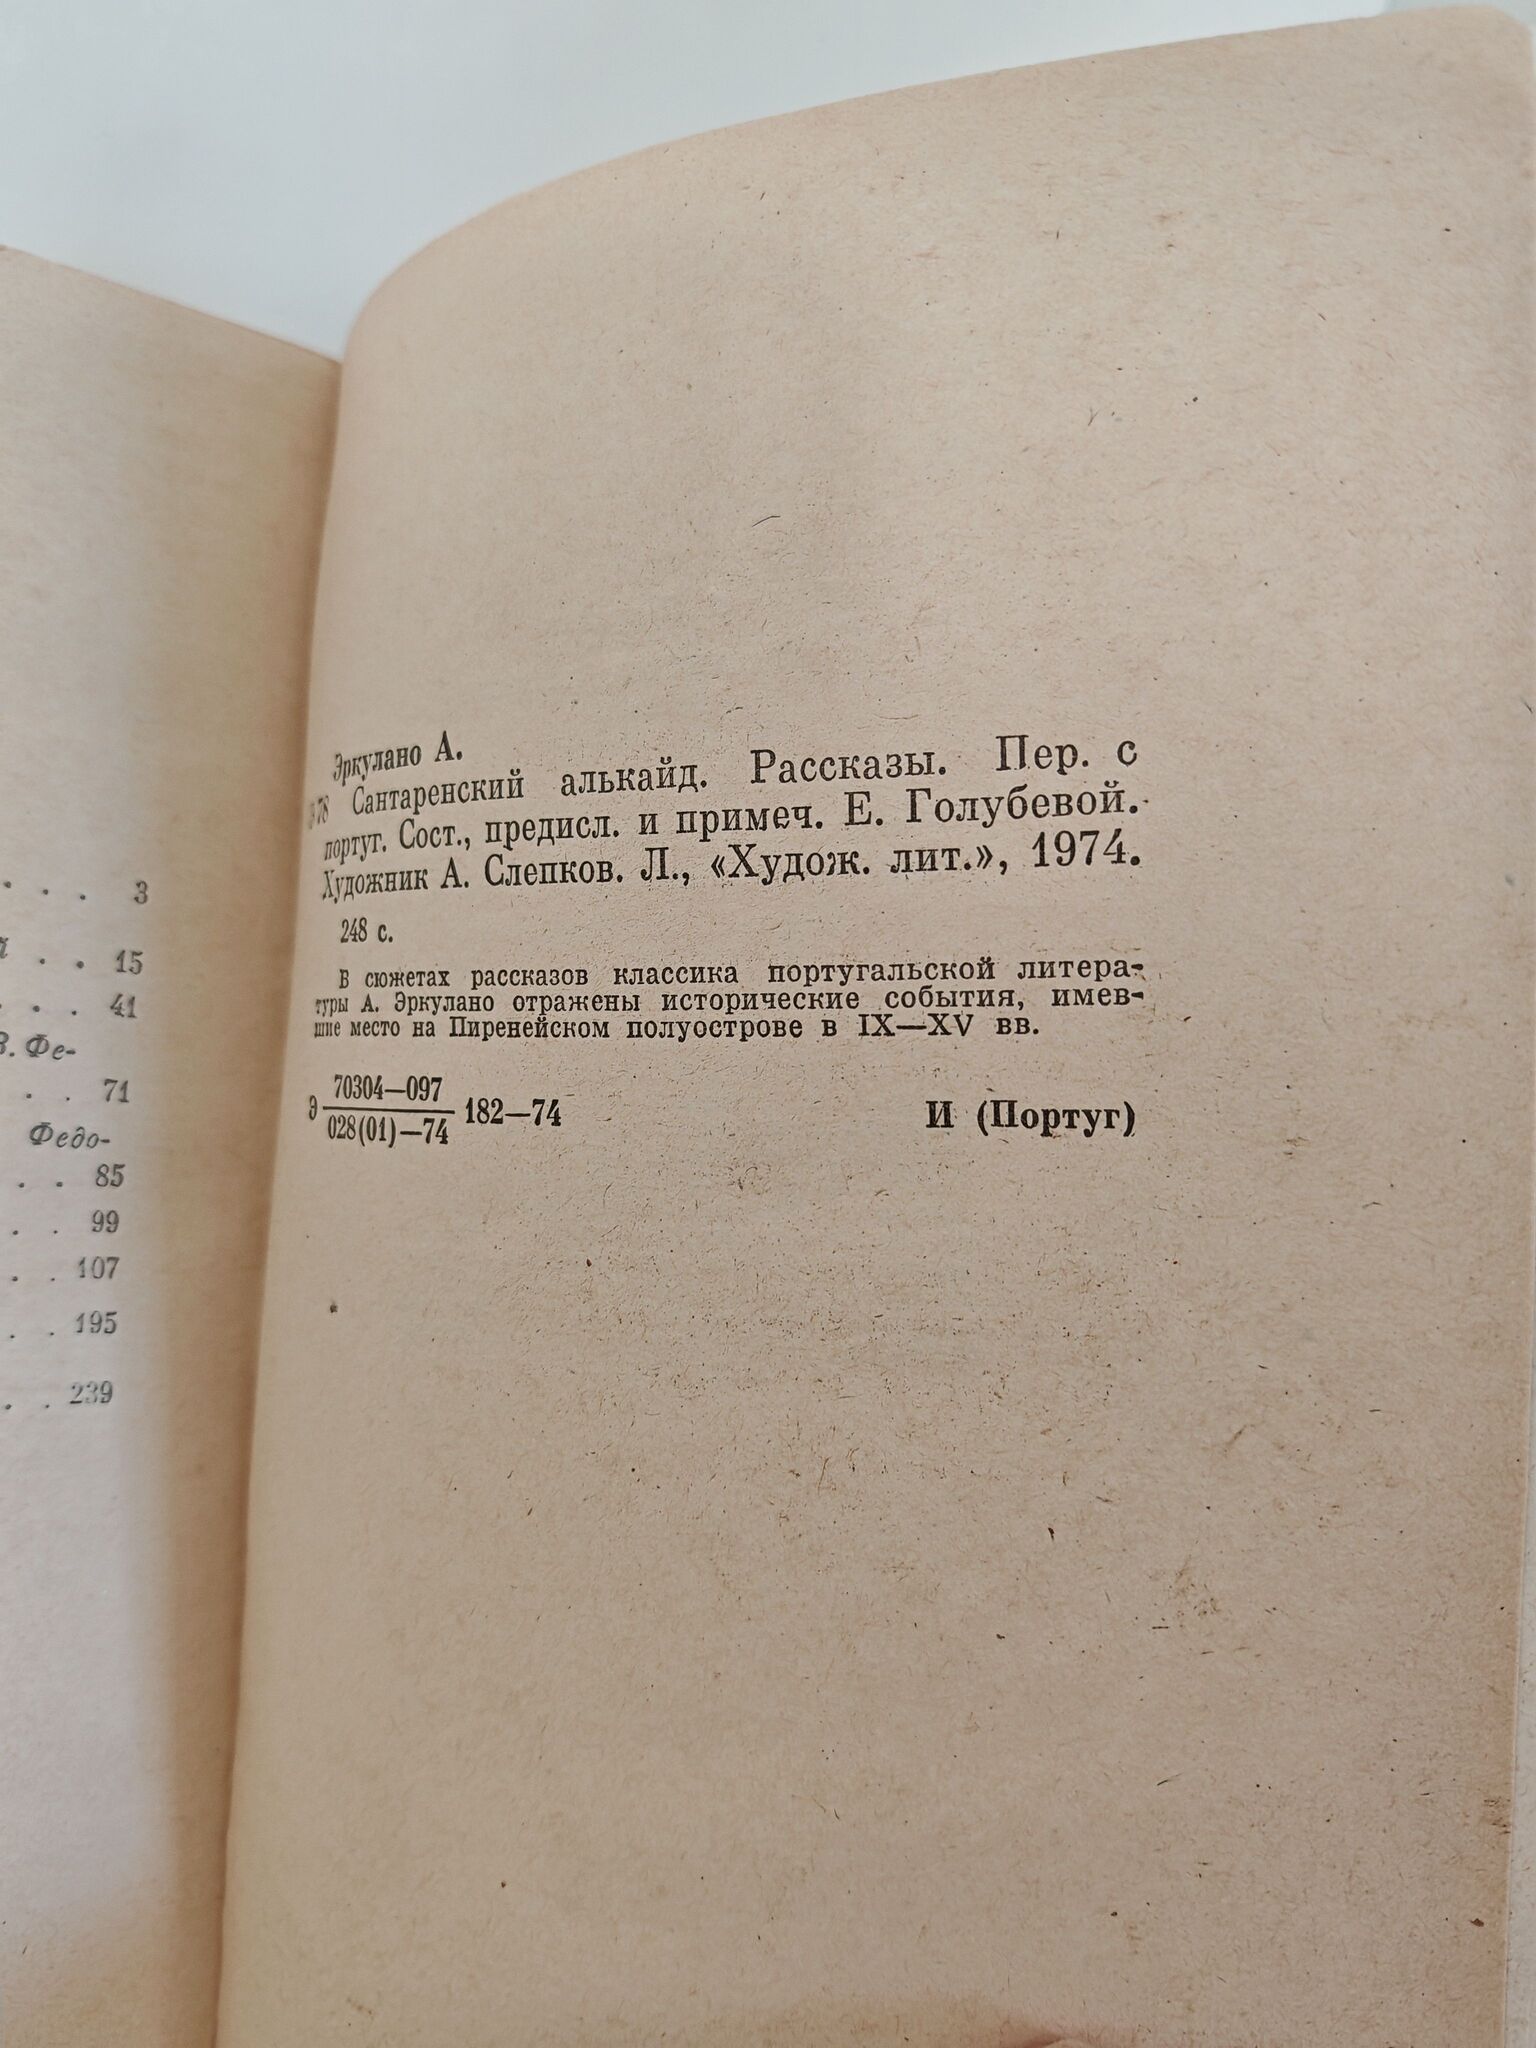 . . . 3
. . 15
. . . 41
В. Фе-
. . 71
Федо-
. . 85
. . 99
. . 107
. . 195
. . 239
Эркулано А.
Сантаренский алькайд. Рассказы. Пер. с
португ. Сост., предисл. и примеч. Е. Голубевой.
Художник А. Слепков. Л., «Худож. лит.», 1974.
248 с.
В сюжетах рассказов классика португальской литера-
туры А. Эркулано отражены исторические события, имев-
шие место на Пиренейском полуострове в IX—XV вв.
70304—097
Э 182—74 И (Португ)
028(01)—74